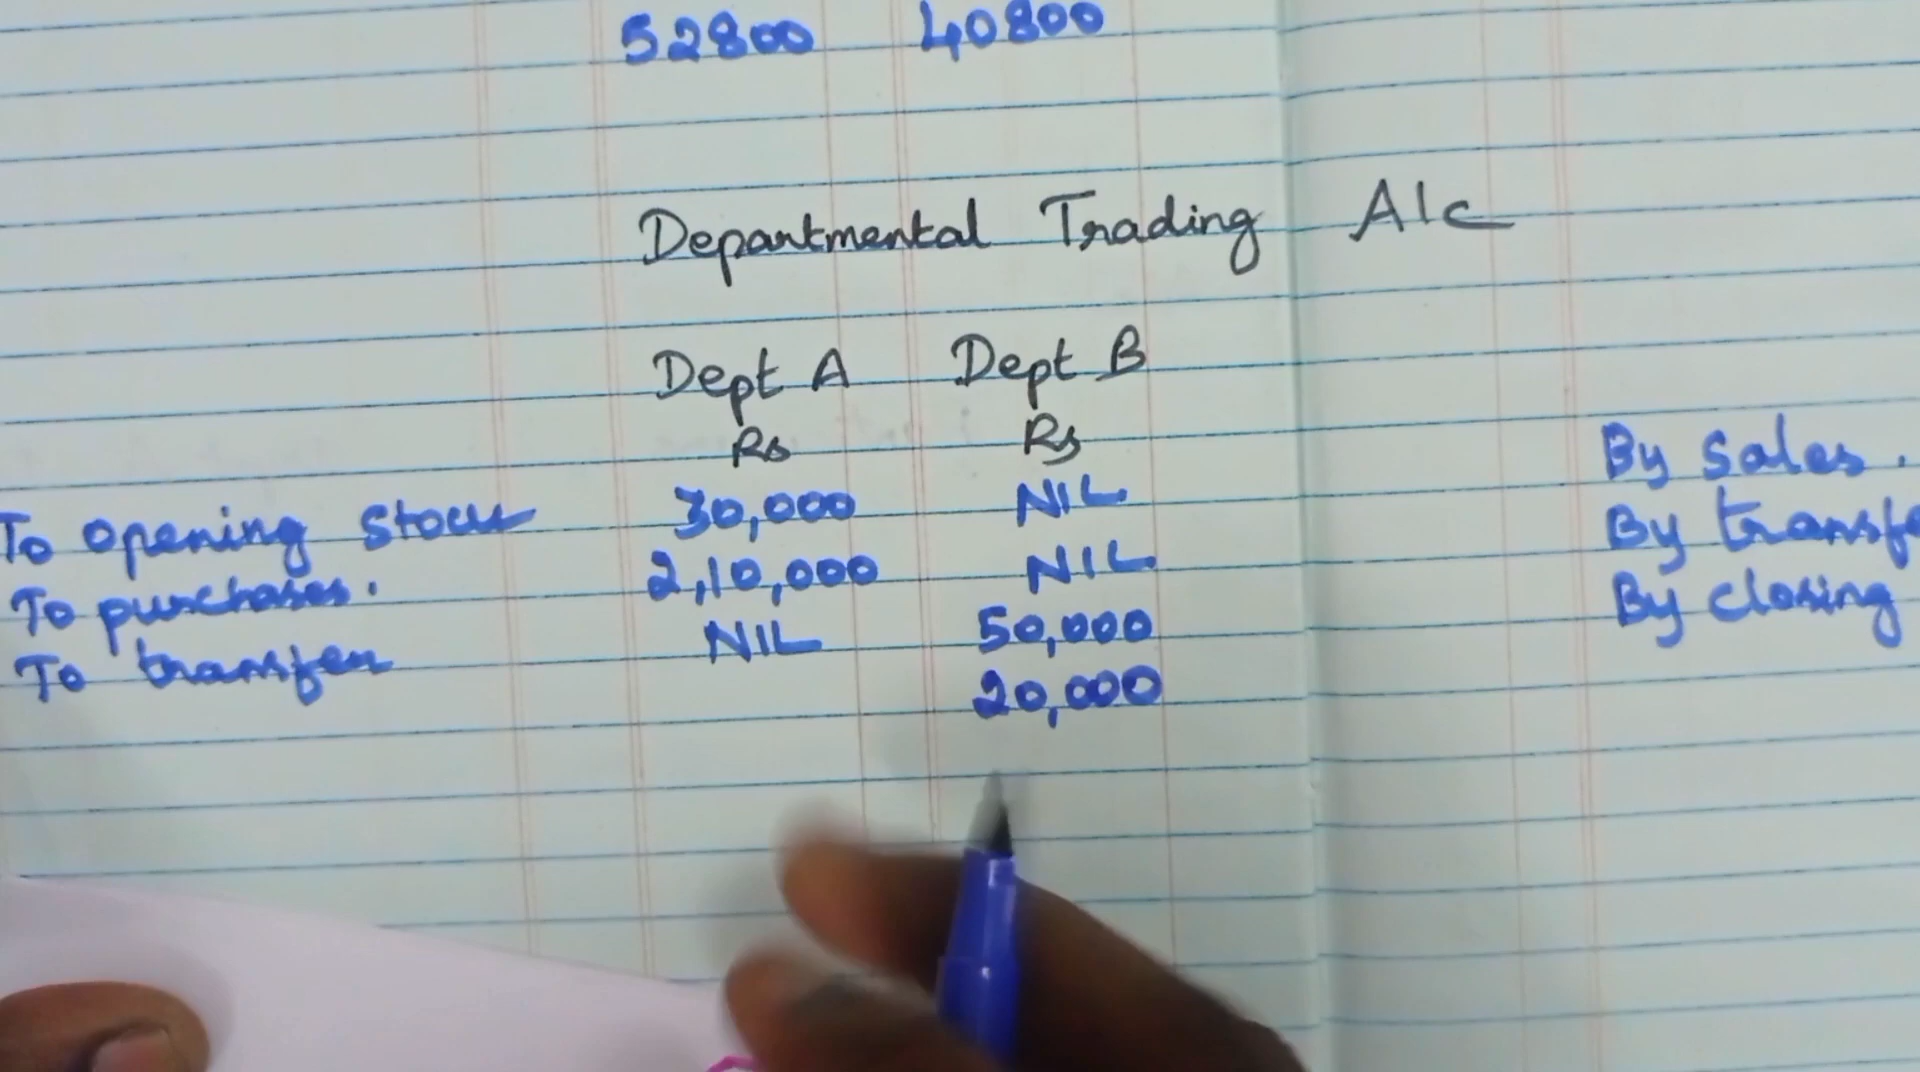 52800 40800
Departmental Trading A/c
Dept A Dept B
Rs Rs
To opening stock 30,000 NIL By sales.
To purchases. 2,10,000 NIL By transfe
To transfer NIL 50,000 By closing
20,000